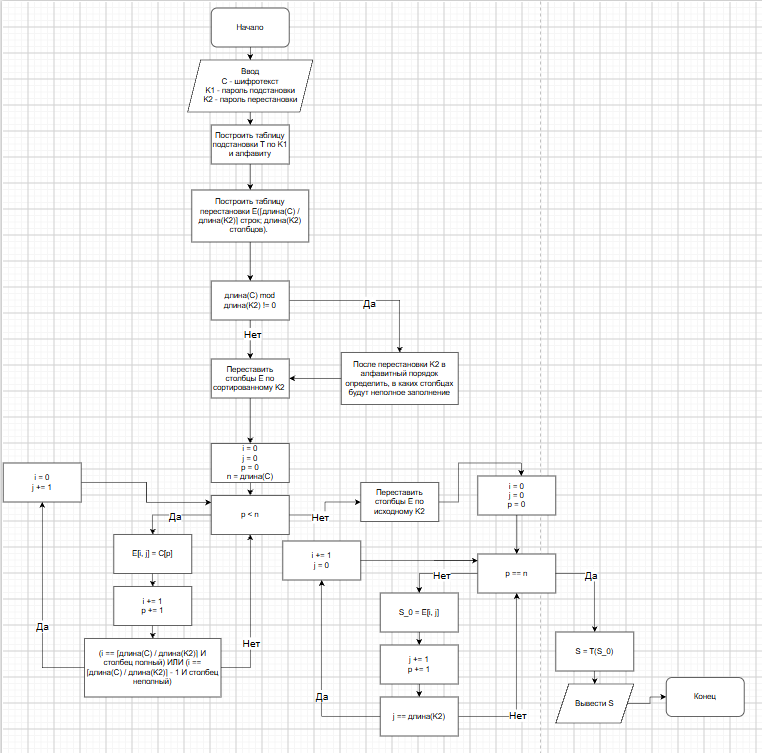 Начало
Ввод
С - шифротекст
K1 - пароль подстановки
K2 - пароль перестановки
Построить таблицу
подстановки Т по K1
и алфавиту
Построить таблицу
перестановки E(⌈длина(C) /
длина(K2)⌉ строк; длина(K2)
столбцов).
длина(C) mod
длина(K2) != 0
Да
Нет
Переставить
столбцы E по
сортированному K2
После перестановки K2 в
алфавитный порядок
определить, в каких столбцах
будут неполное заполнение
i = 0
j = 0
p = 0
n = длина(C)
i = 0
j += 1
p < n
Да
Нет
Переставить
столбцы E по
исходному K2
i = 0
j = 0
p = 0
E[i, j] = C[p]
i += 1
p += 1
(i == ⌈длина(C) / длина(K2)⌉ И
столбец полный) ИЛИ (i ==
⌈длина(C) / длина(K2)⌉ - 1 И столбец
неполный)
Да
Нет
i += 1
j = 0
p == n
Нет
Да
S_0 = E[i, j]
j += 1
p += 1
j == длина(K2)
Да
Нет
S = T(S_0)
Вывести S
Конец